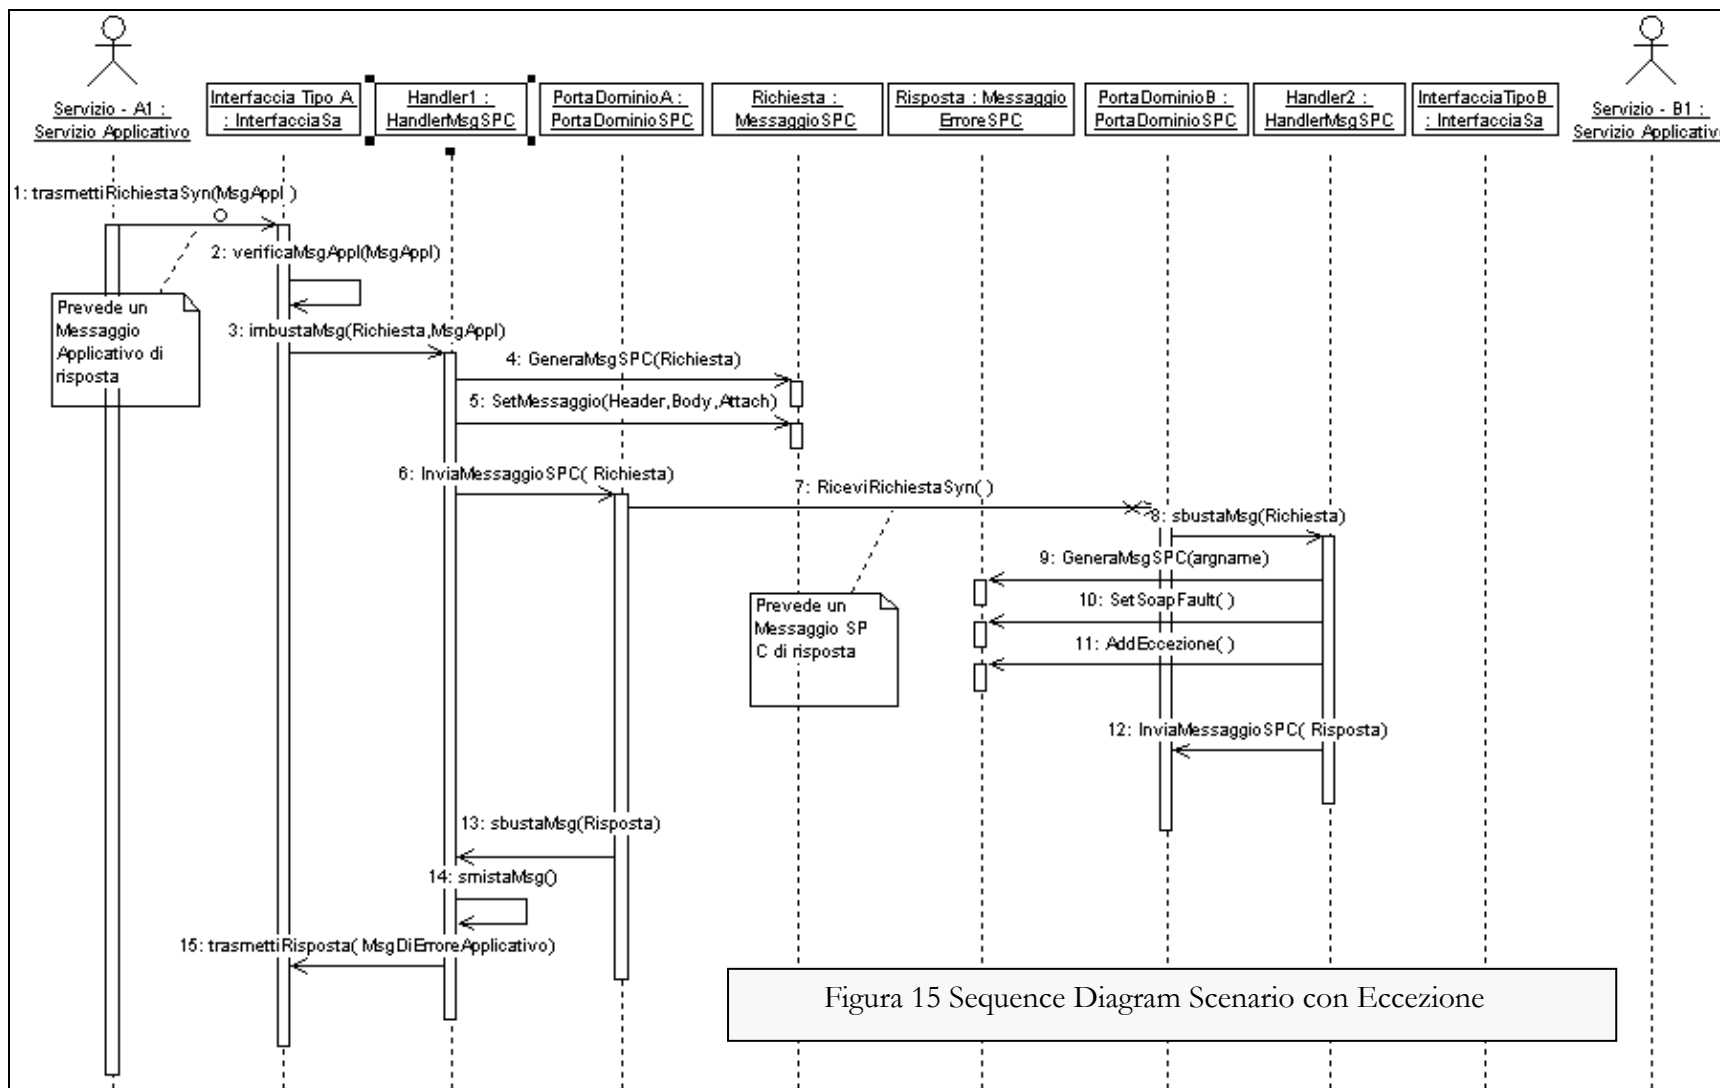 Servizio - A1 :
Servizio Applicativo
Interfaccia Tipo A
: InterfacciaSa
Handler1 :
HandlerMsgSPC
PortaDominioA :
PortaDominioSPC
Richiesta :
MessaggioSPC
Risposta : Messaggio
ErroreSPC
PortaDominioB :
PortaDominioSPC
Handler2 :
HandlerMsgSPC
InterfacciaTipoB
: InterfacciaSa
Servizio - B1 :
Servizio Applicativo
1: trasmettiRichiestaSyn(MsgAppl )
2: verificaMsgAppl(MsgAppl)
Prevede un
Messaggio
Applicativo di
risposta
3: imbustaMsg(Richiesta,MsgAppl)
4: GeneraMsgSPC(Richiesta)
5: SetMessaggio(Header,Body,Attach)
6: InviaMessaggioSPC( Richiesta)
7: RiceviRichiestaSyn( )
8: sbustaMsg(Richiesta)
9: GeneraMsgSPC(argname)
10: SetSoapFault( )
Prevede un
Messaggio SP
C di risposta
11: AddEccezione( )
12: InviaMessaggioSPC( Risposta)
13: sbustaMsg(Risposta)
14: smistaMsg()
15: trasmettiRisposta( MsgDiErroreApplicativo)
Figura 15 Sequence Diagram Scenario con Eccezione